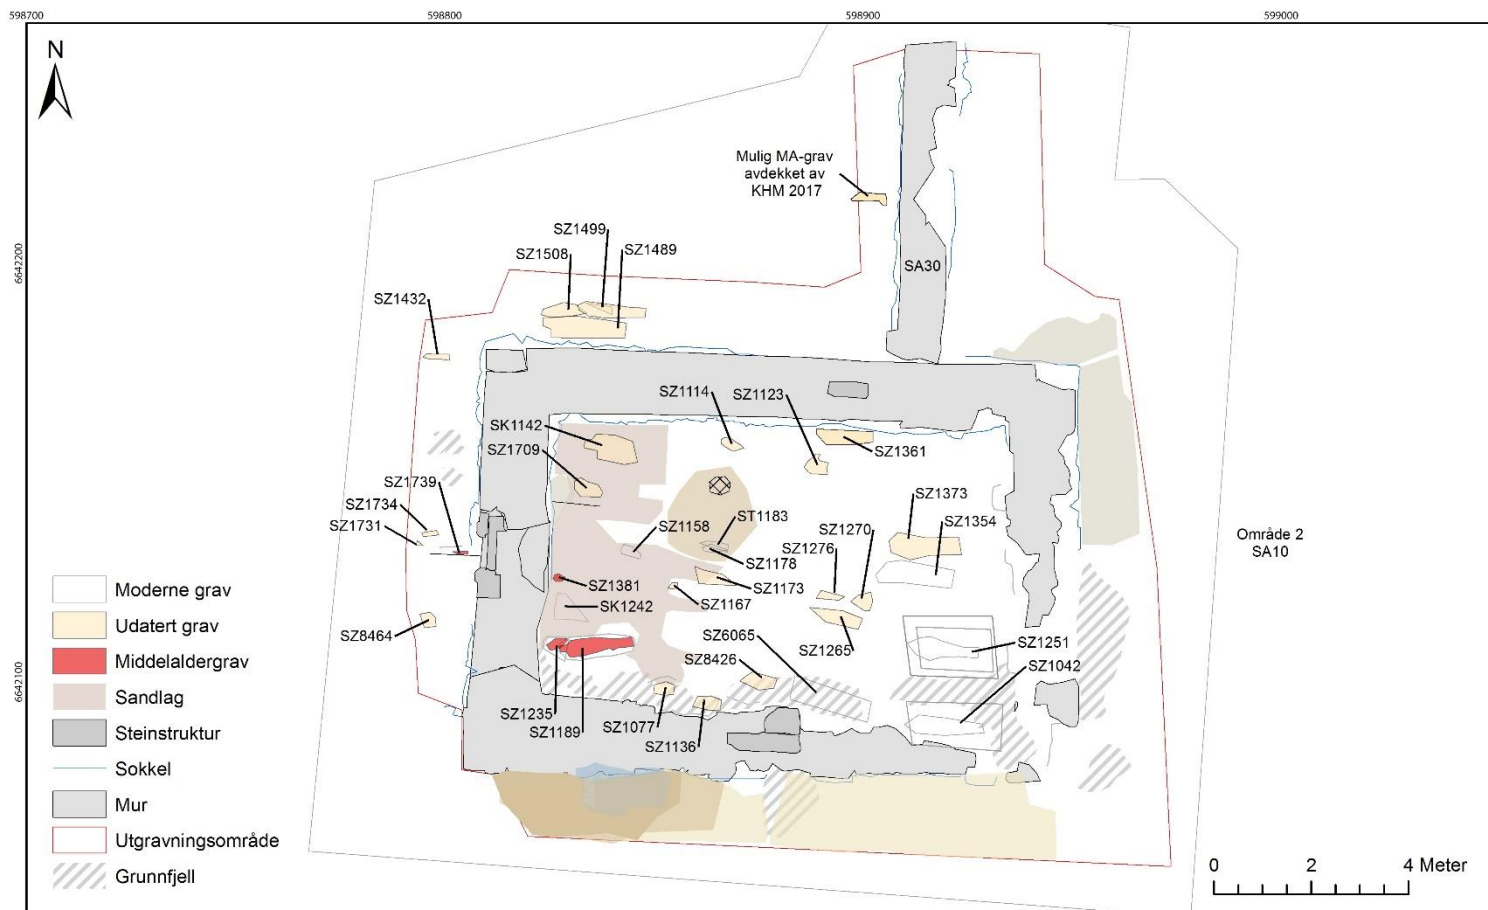 598700
598800
598900
599000
N
6642200
6642100
Mulig MA-grav
avdekket av
KHM 2017
SA30
SZ1499
SZ1508
SZ1489
SZ1432
SZ1114
SZ1123
SK1142
SZ1709
SZ1361
SZ1739
SZ1734
SZ1731
SZ1373
SZ1354
SZ1158
ST1183
SZ1270
SZ1276
SZ1178
SZ1173
SZ1381
SK1242
SZ1167
SZ8464
SZ6065
SZ1265
SZ1251
SZ8426
SZ1042
SZ1235
SZ1189
SZ1077
SZ1136
Område 2
SA10
Moderne grav
Udatert grav
Middelaldergrav
Sandlag
Steinstruktur
Sokkel
Mur
Utgravningsområde
Grunnfjell
0 2 4 Meter